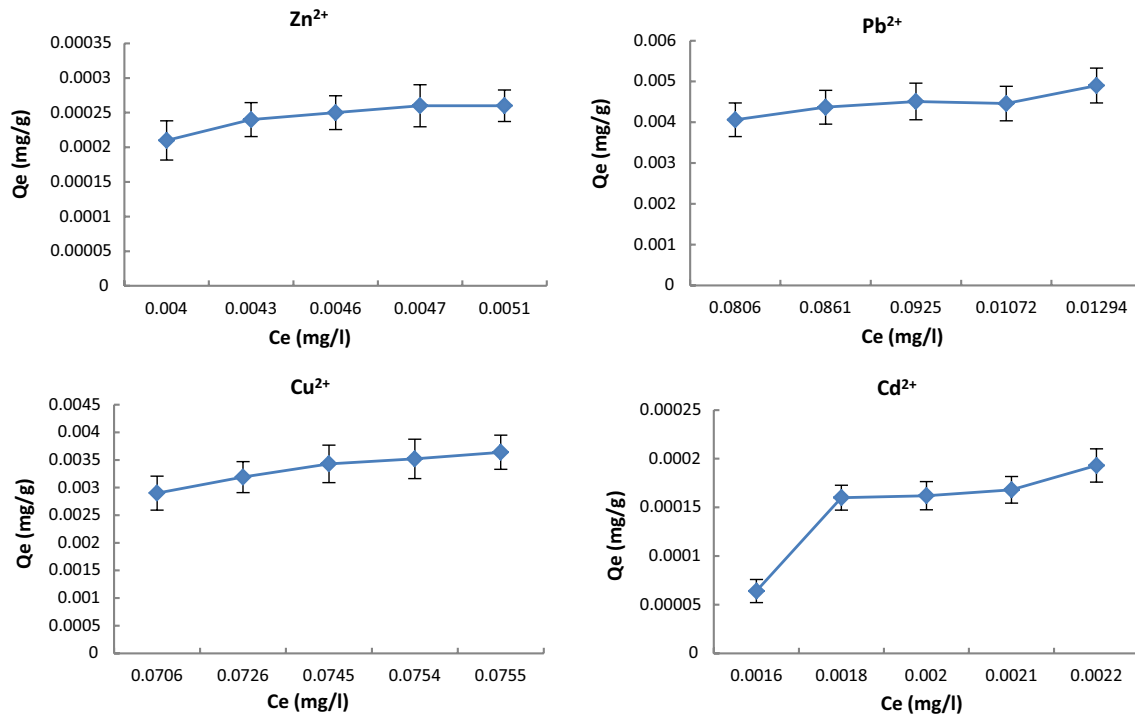 Zn²⁺
0.00035
0.0003
0.00025
0.0002
0.00015
0.0001
0.00005
0
Qe (mg/g)
0.004 0.0043 0.0046 0.0047 0.0051
Ce (mg/l)
Pb²⁺
0.006
0.005
0.004
0.003
0.002
0.001
0
Qe (mg/g)
0.0806 0.0861 0.0925 0.01072 0.01294
Ce (mg/l)
Cu²⁺
0.0045
0.004
0.0035
0.003
0.0025
0.002
0.0015
0.001
0.0005
0
Qe (mg/g)
0.0706 0.0726 0.0745 0.0754 0.0755
Ce (mg/l)
Cd²⁺
0.00025
0.0002
0.00015
0.0001
0.00005
0
Qe (mg/g)
0.0016 0.0018 0.002 0.0021 0.0022
Ce (mg/l)